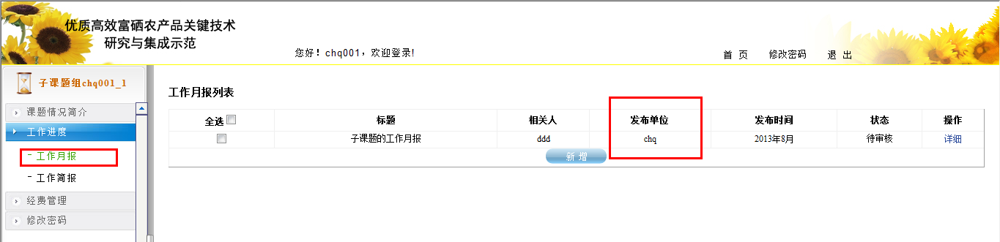 优质高效富硒农产品关键技术
研究与集成示范
您好！chq001，欢迎登录!
首 页 修改密码 退 出
子课题组chq001_1
课题情况简介
工作进度
工作月报
工作简报
经费管理
修改密码
工作月报列表
全选 标题 相关人 发布单位 发布时间 状态 操作
子课题的工作月报 ddd chq 2013年8月 待审核 详细
新 增